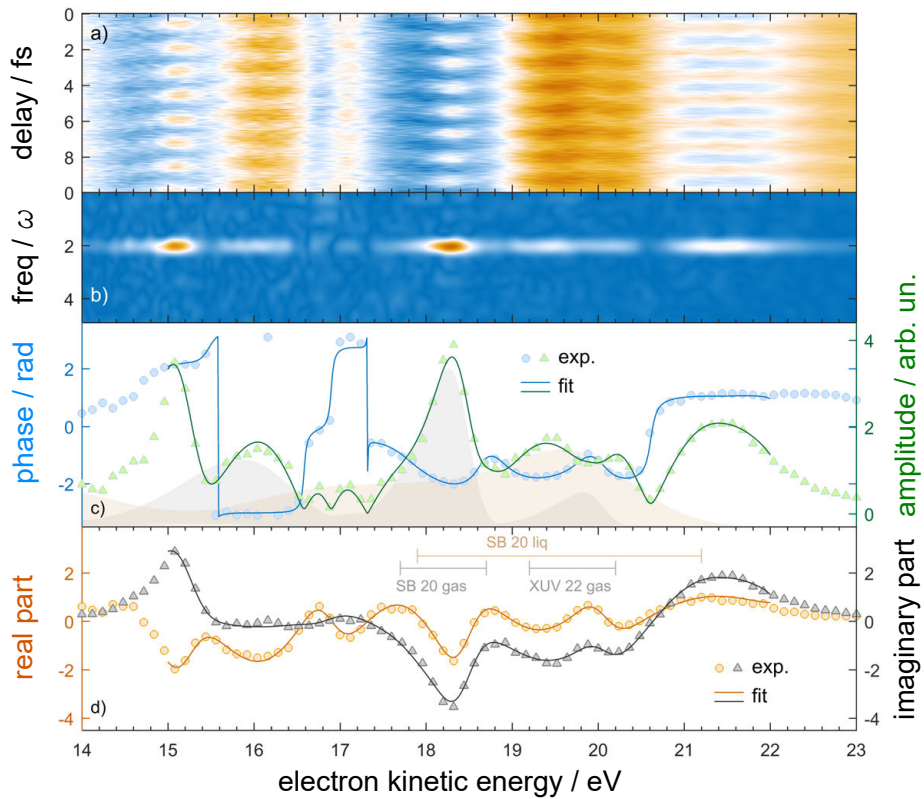 a)
0
2
4
6
8
0
delay / fs
b)
2
4
freq / ω
c)
2
0
-2
phase / rad
exp.
fit
4
2
0
amplitude / arb. un.
d)
2
0
-2
-4
real part
SB 20 liq
SB 20 gas
XUV 22 gas
exp.
fit
2
0
-2
-4
imaginary part
14 15 16 17 18 19 20 21 22 23
electron kinetic energy / eV